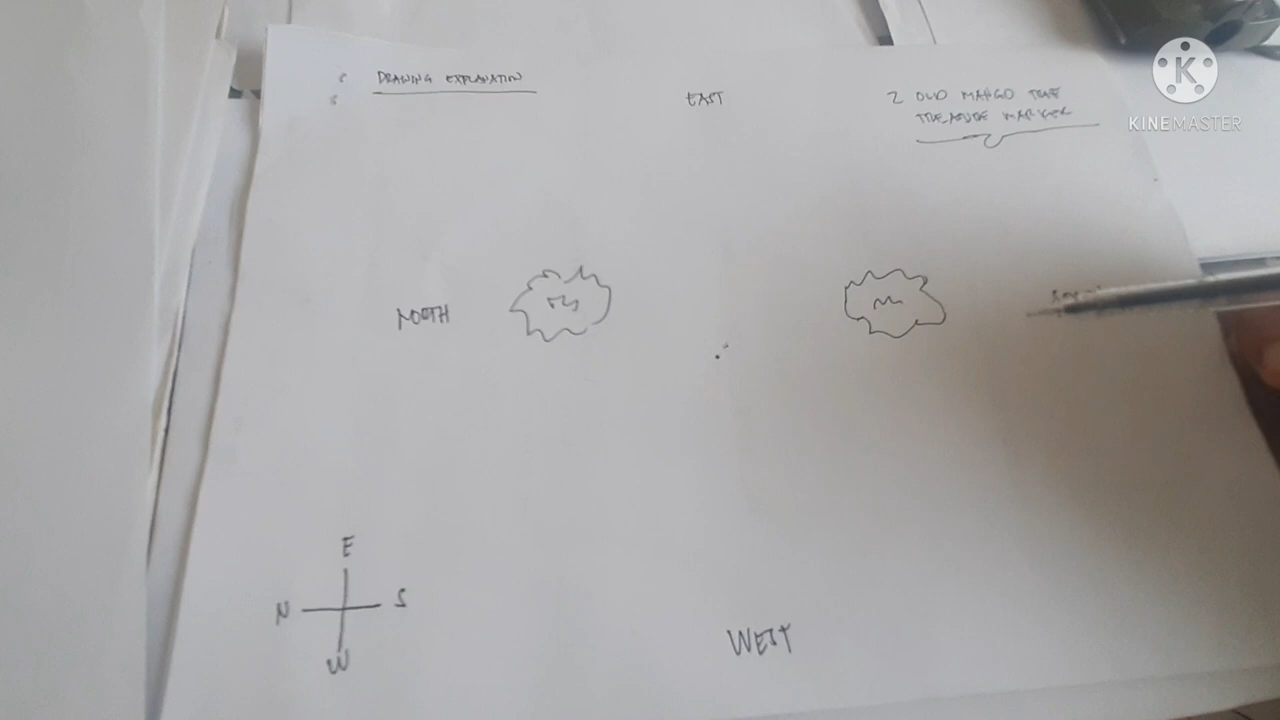 DRAWING EXPLANATION
EAST
2 OLD MANGO TREE
TREASURE MARKER
K
KINEMASTER
NORTH
M
E
N
S
W
WEST